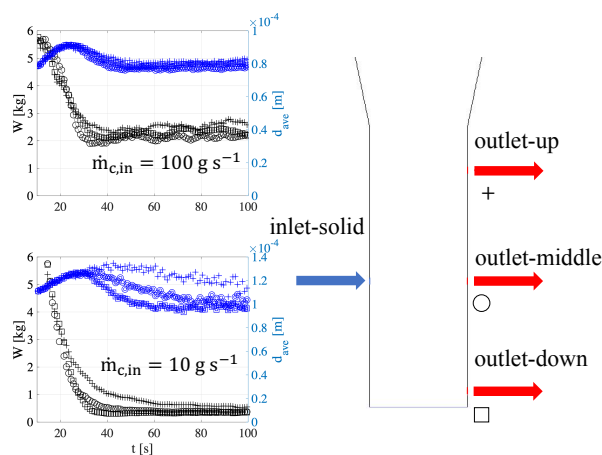 ×10⁻⁴
6
5
4
3
2
1
0
W [kg]
1
0.8
0.6
0.4
0.2
0
d_ave [m]
20 40 60 80 100
ṁ_c,in = 100 g s⁻¹
×10⁻⁴
6
5
4
3
2
1
0
W [kg]
1.4
1.2
1
0.8
0.6
0.4
0.2
0
d_ave [m]
ṁ_c,in = 10 g s⁻¹
20 40 60 80 100
t [s]
inlet-solid
outlet-up
+
outlet-middle
outlet-down